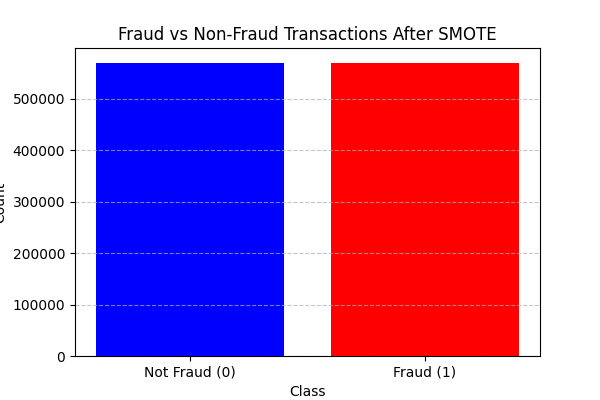 Fraud vs Non-Fraud Transactions After SMOTE
500000
400000
300000
200000
100000
0
Count
Not Fraud (0)
Fraud (1)
Class